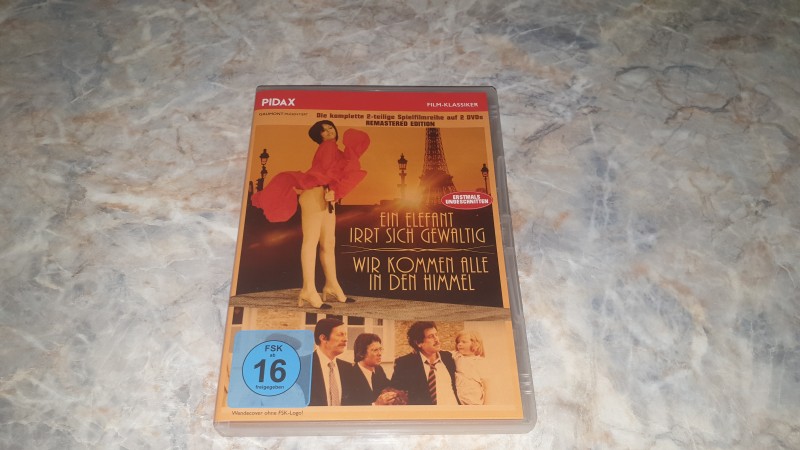 PIDAX
FILM-KLASSIKER
Die komplette 2-teilige Spielfilmreihe auf 2 DVDs
REMASTERED EDITION
ERSTMALS
UNGESCHNITTEN
EIN ELEFANT
IRRT SICH GEWALTIG
WIR KOMMEN ALLE
IN DEN HIMMEL
FSK
ab
16
freigegeben
Wendecover ohne FSK-Logo!